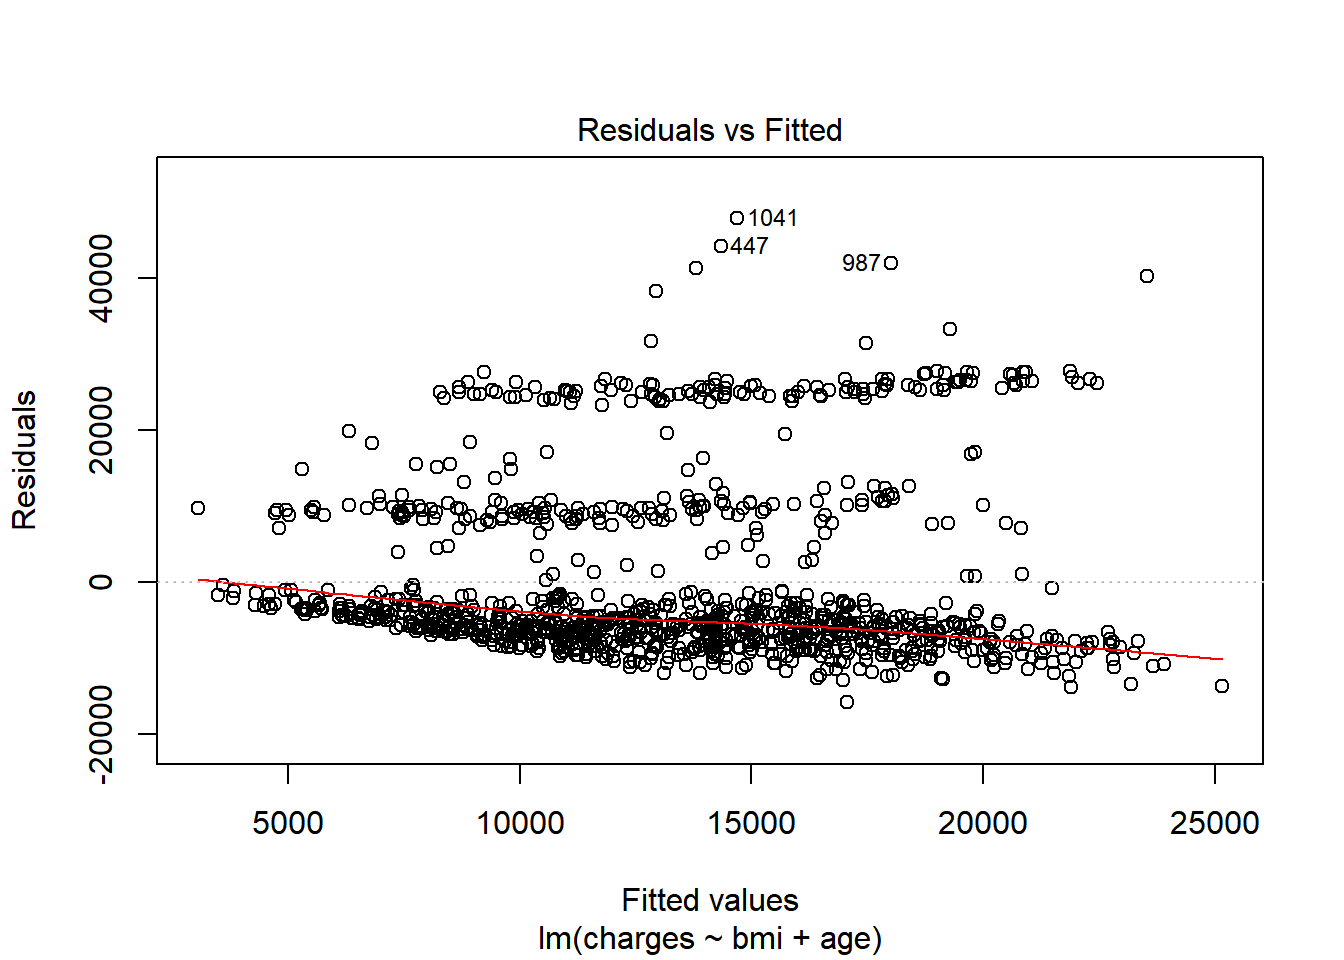 Residuals vs Fitted
1041
447
987
Residuals
40000
20000
0
-20000
5000 10000 15000 20000 25000
Fitted values
lm(charges ~ bmi + age)